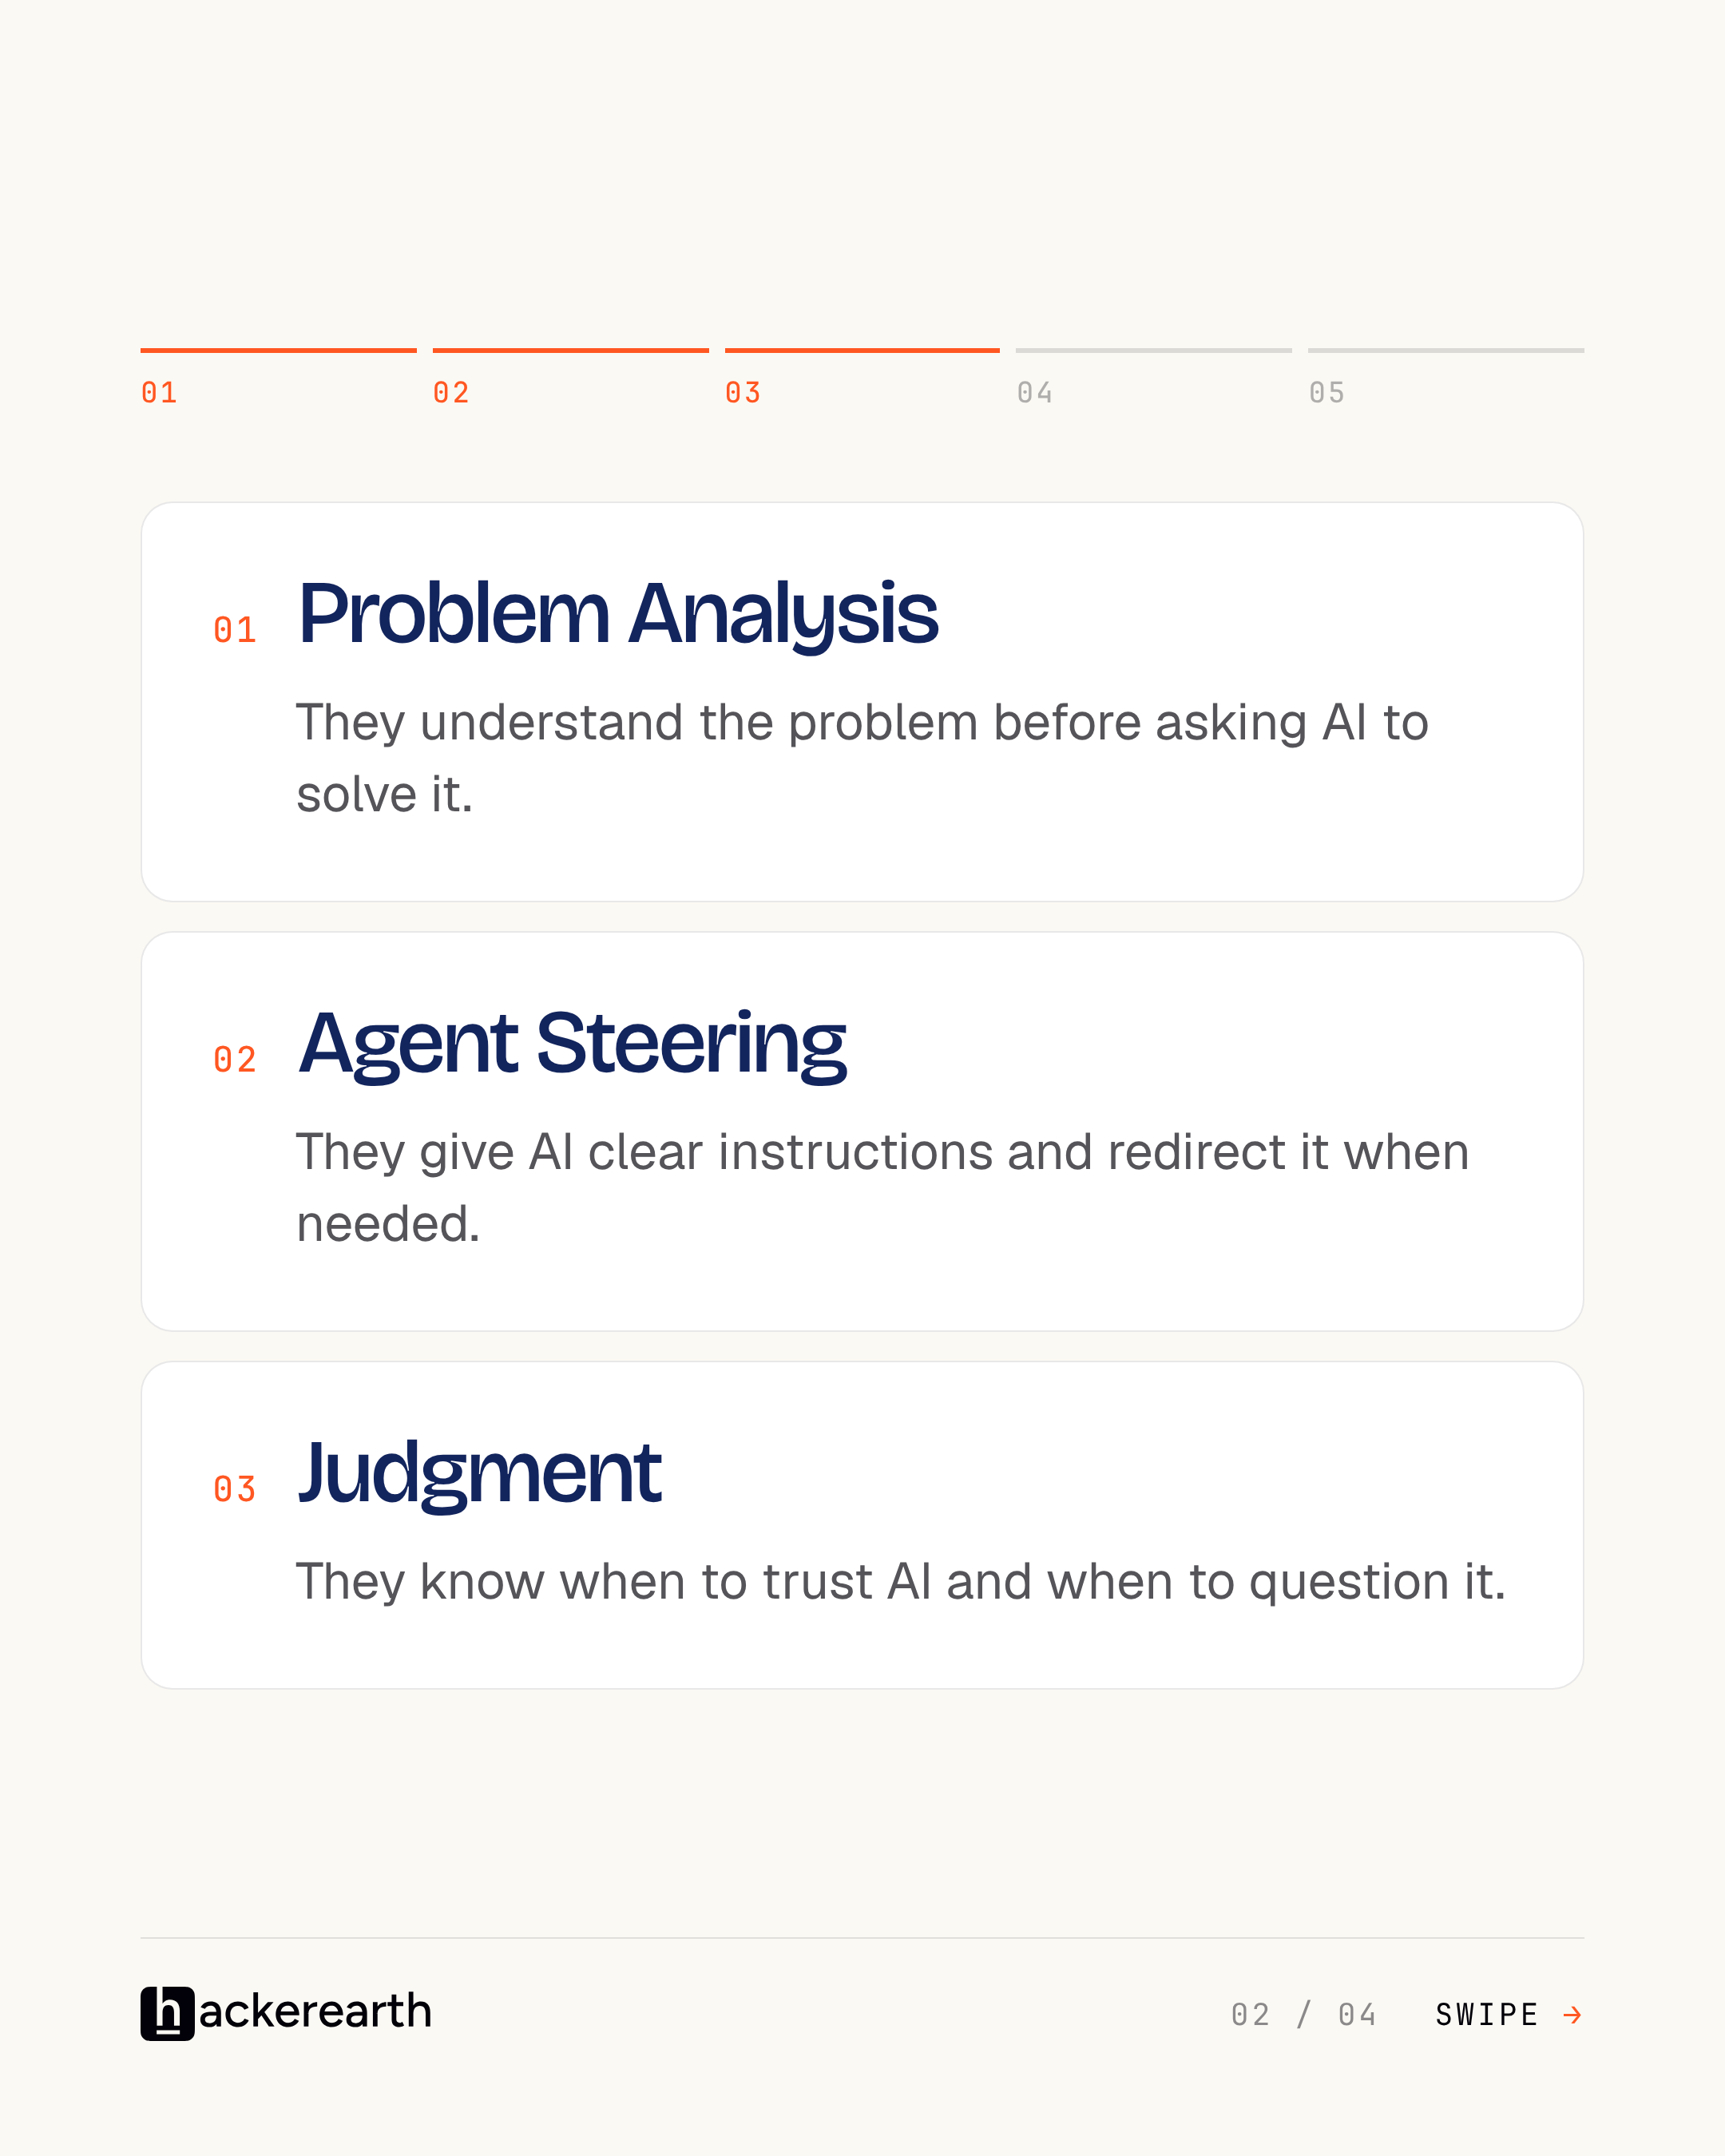 01 02 03 04 05
01 Problem Analysis
They understand the problem before asking AI to
solve it.
02 Agent Steering
They give AI clear instructions and redirect it when
needed.
03 Judgment
They know when to trust AI and when to question it.
hackerearth 02 / 04 SWIPE →